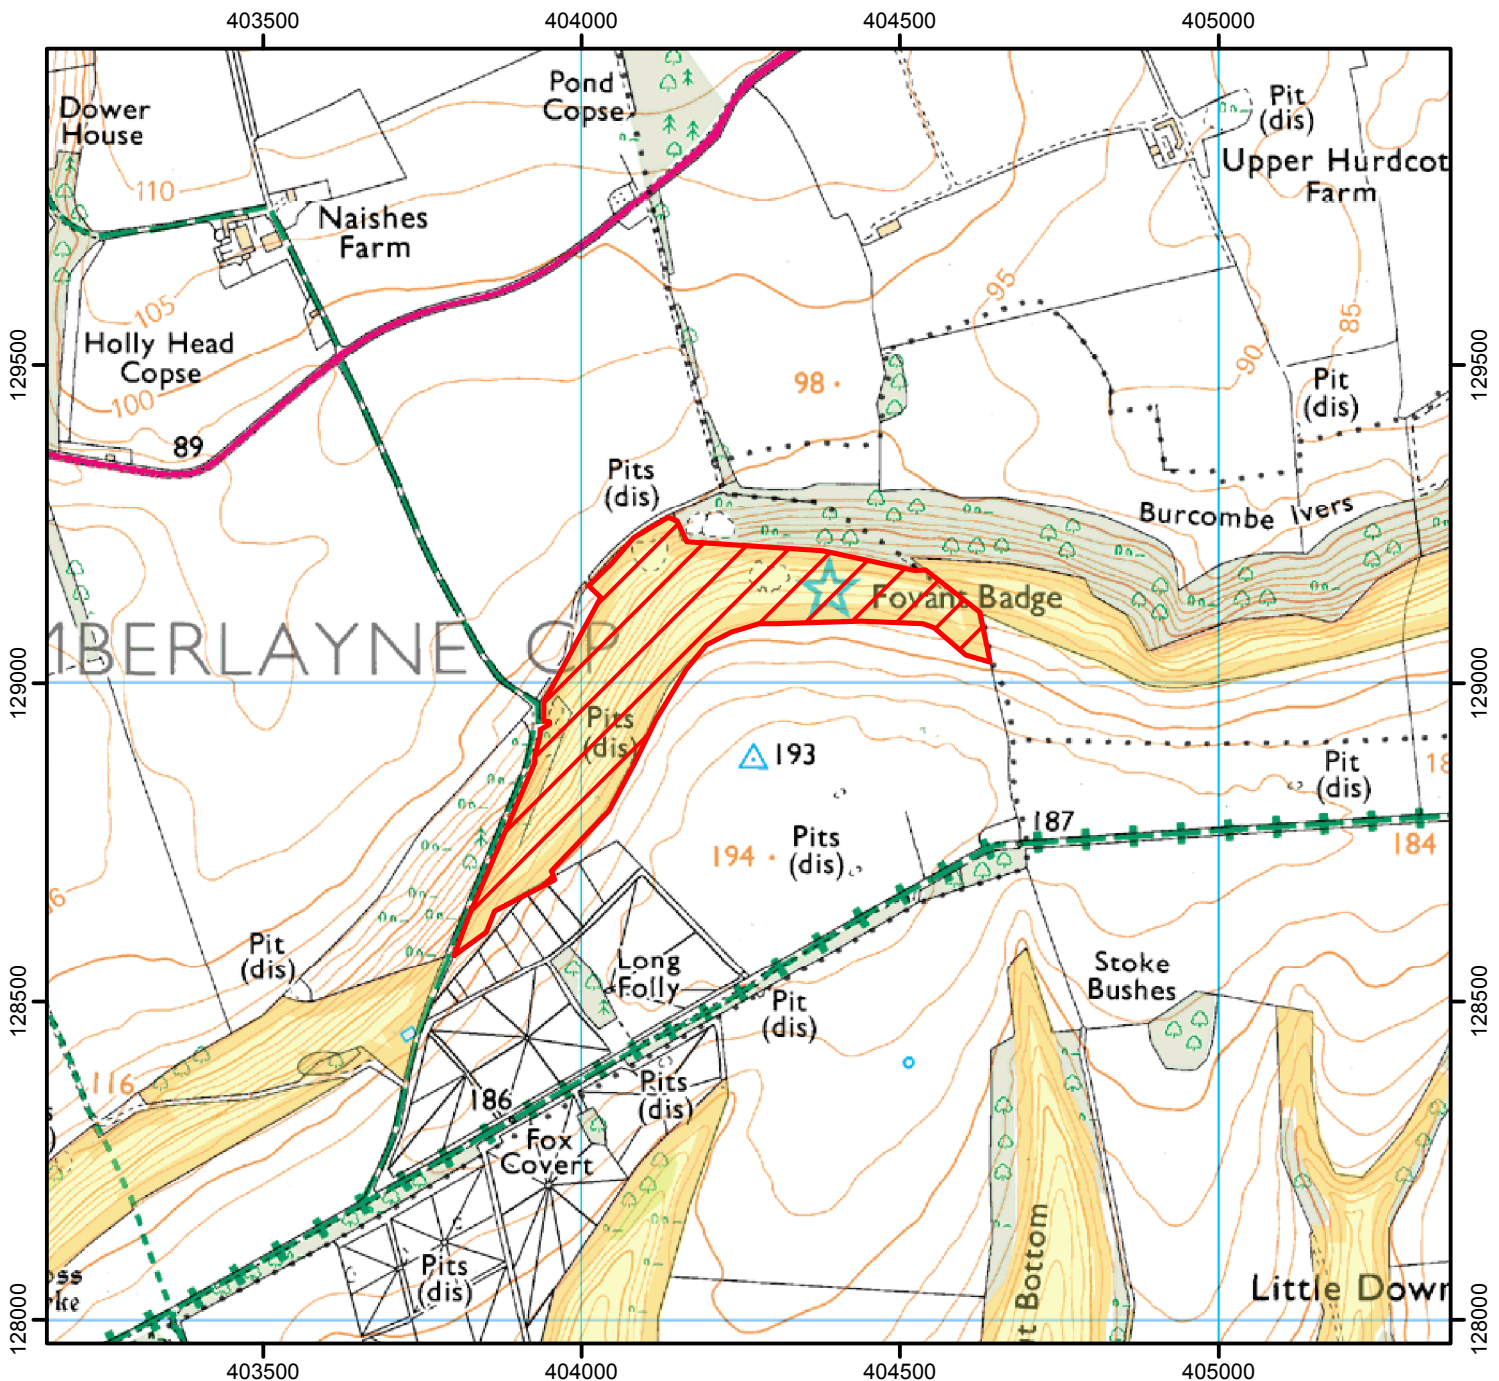 403500
404000
404500
405000
Pond
Copse
Dower
House
Pit
(dis)
110
Upper Hurdcot
Farm
Naishes
Farm
95
105
85
Holly Head
Copse
90
129500
129500
98
Pit
(dis)
100
89
Pits
(dis)
Burcombe Ivers
Fovant Badge
MBERLAYNE CP
129000
129000
Pits
(dis)
193
Pit
(dis)
18
187
Pits
(dis)
194
184
Pit
(dis)
Long
Folly
Stoke
Bushes
128500
128500
Pit
(dis)
116
Pits
(dis)
186
Fox
Covert
Pits
(dis)
t Bottom
Little Down
oss
rke
128000
128000
403500
404000
404500
405000